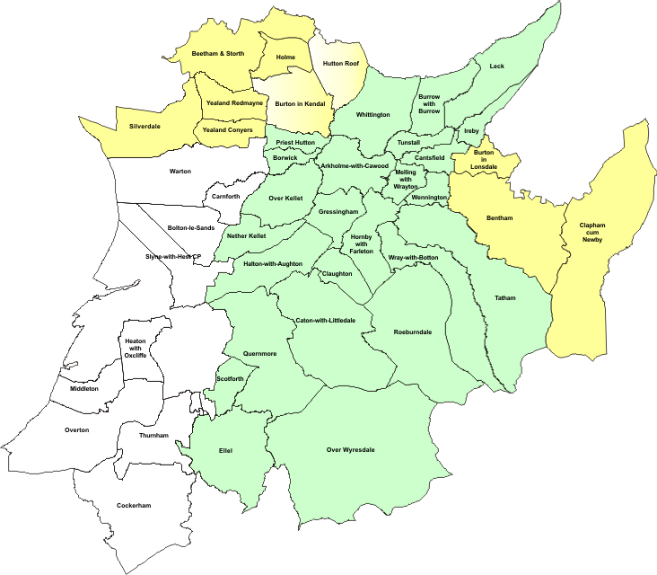 Beetham & Storth
Holme
Hutton Roof
Leck
Yealand Redmayne
Burton in Kendal
Burrow
with
Burrow
Whittington
Silverdale
Yealand Conyers
Ireby
Priest Hutton
Tunstall
Borwick
Arkholme-with-Cawood
Cantsfield
Burton
in
Lonsdale
Warton
Melling
with
Wrayton
Carnforth
Over Kellet
Wennington
Gressingham
Bentham
Clapham
cum
Newby
Bolton-le-Sands
Nether Kellet
Hornby
with
Farleton
Slyne-with-Hest CP
Halton-with-Aughton
Wray-with-Botton
Claughton
Tatham
Caton-with-Littledale
Roeburndale
Heaton
with
Oxcliffe
Quernmore
Scotforth
Middleton
Overton
Thurnham
Ellel
Over Wyresdale
Cockerham